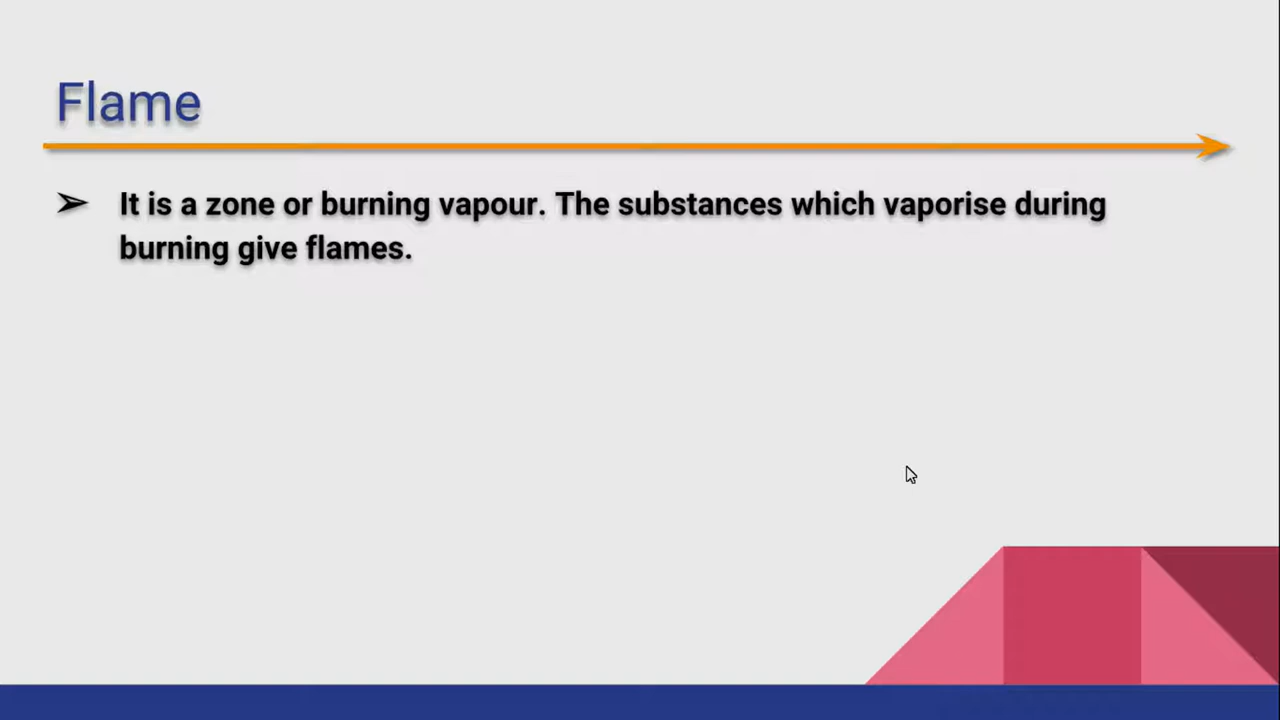 Flame
➢ It is a zone or burning vapour. The substances which vaporise during
burning give flames.